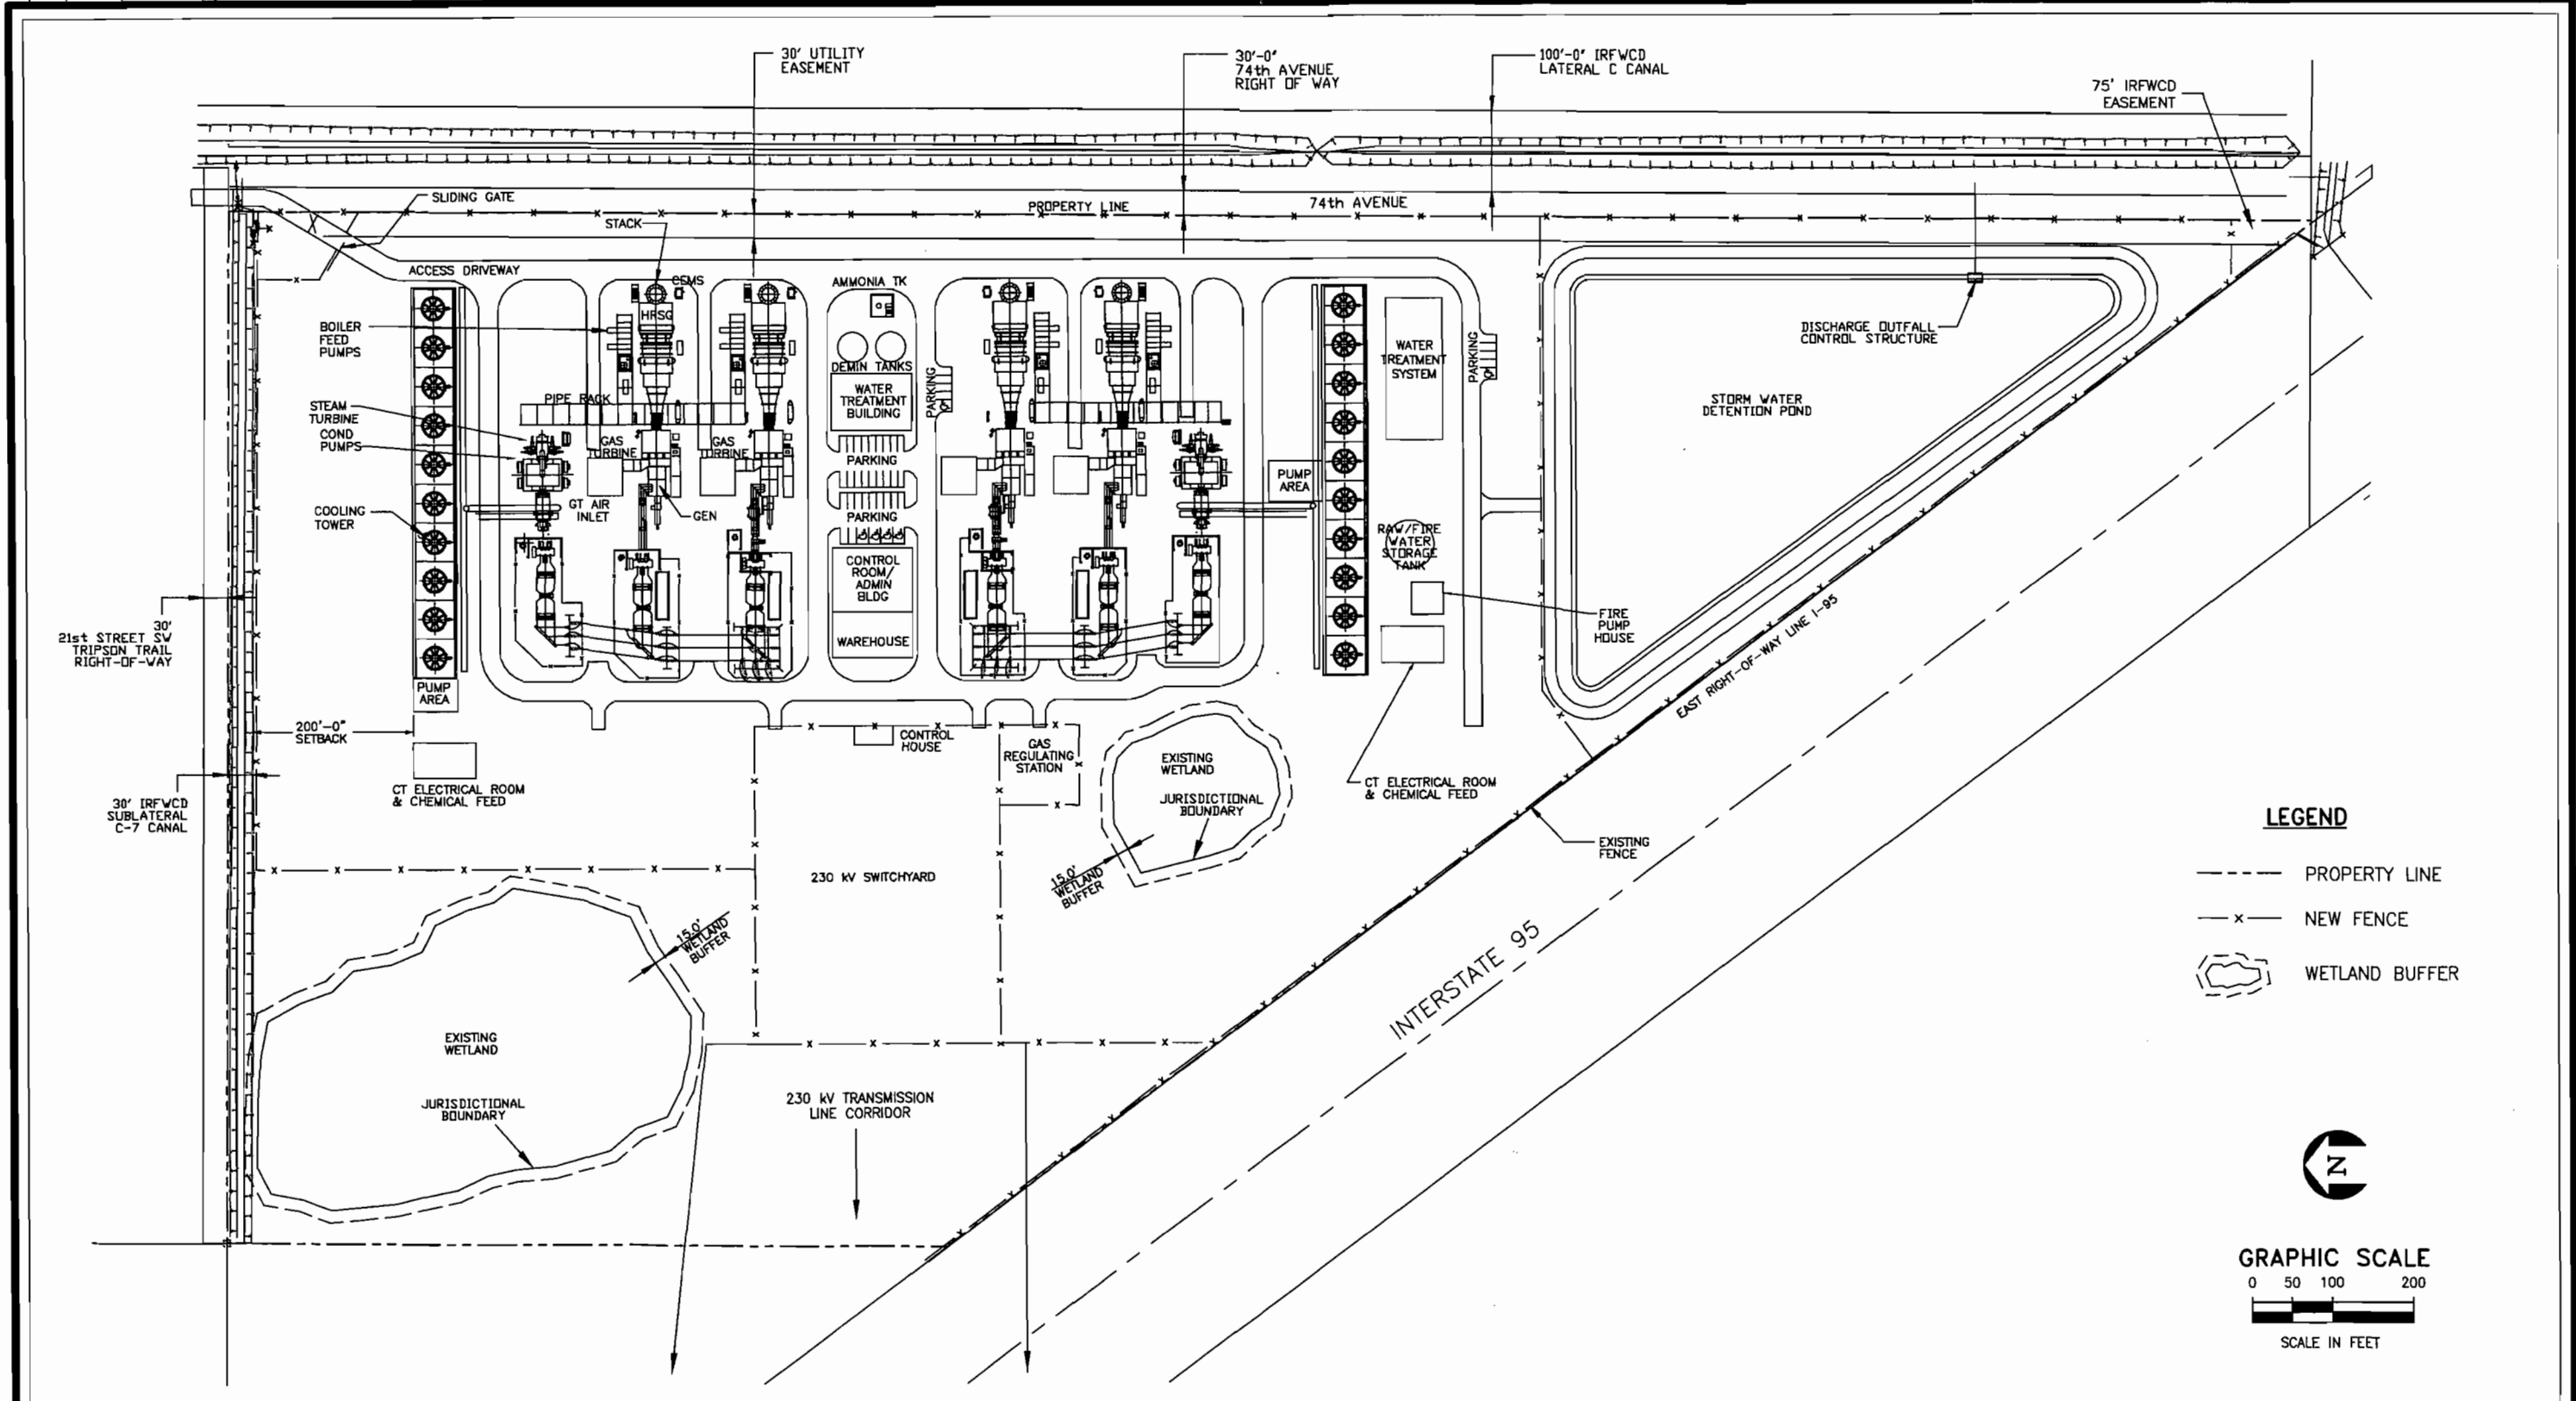 30' UTILITY
EASEMENT
30'-0"
74th AVENUE
RIGHT OF WAY
100'-0" IRFWCD
LATERAL C CANAL
75' IRFWCD
EASEMENT
SLIDING GATE
PROPERTY LINE
74th AVENUE
STACK
ACCESS DRIVEWAY
CEMS
AMMONIA TK
HRSG
BOILER
FEED
PUMPS
DISCHARGE OUTFALL
CONTROL STRUCTURE
DEMIN TANKS
WATER
TREATMENT
BUILDING
PARKING
WATER
TREATMENT
SYSTEM
PARKING
PIPE RACK
STEAM
TURBINE
COND
PUMPS
STORM WATER
DETENTION POND
GAS
TURBINE
GAS
TURBINE
PARKING
PUMP
AREA
GT AIR
INLET
GEN
PARKING
COOLING
TOWER
RAW/FIRE
WATER
STORAGE
TANK
CONTROL
ROOM/
ADMIN
BLDG
WAREHOUSE
FIRE
PUMP
HOUSE
30'
21st STREET SW
TRIPSON TRAIL
RIGHT-OF-WAY
EAST RIGHT-OF-WAY LINE I-95
PUMP
AREA
200'-0"
SETBACK
CONTROL
HOUSE
GAS
REGULATING
STATION
EXISTING
WETLAND
JURISDICTIONAL
BOUNDARY
CT ELECTRICAL ROOM
& CHEMICAL FEED
CT ELECTRICAL ROOM
& CHEMICAL FEED
30' IRFWCD
SUBLATERAL
C-7 CANAL
EXISTING
FENCE
15.0'
WETLAND
BUFFER
230 kV SWITCHYARD
15.0'
WETLAND
BUFFER
INTERSTATE 95
EXISTING
WETLAND
JURISDICTIONAL
BOUNDARY
230 kV TRANSMISSION
LINE CORRIDOR
LEGEND
PROPERTY LINE
x NEW FENCE
WETLAND BUFFER
N
GRAPHIC SCALE
0 50 100 200
SCALE IN FEET